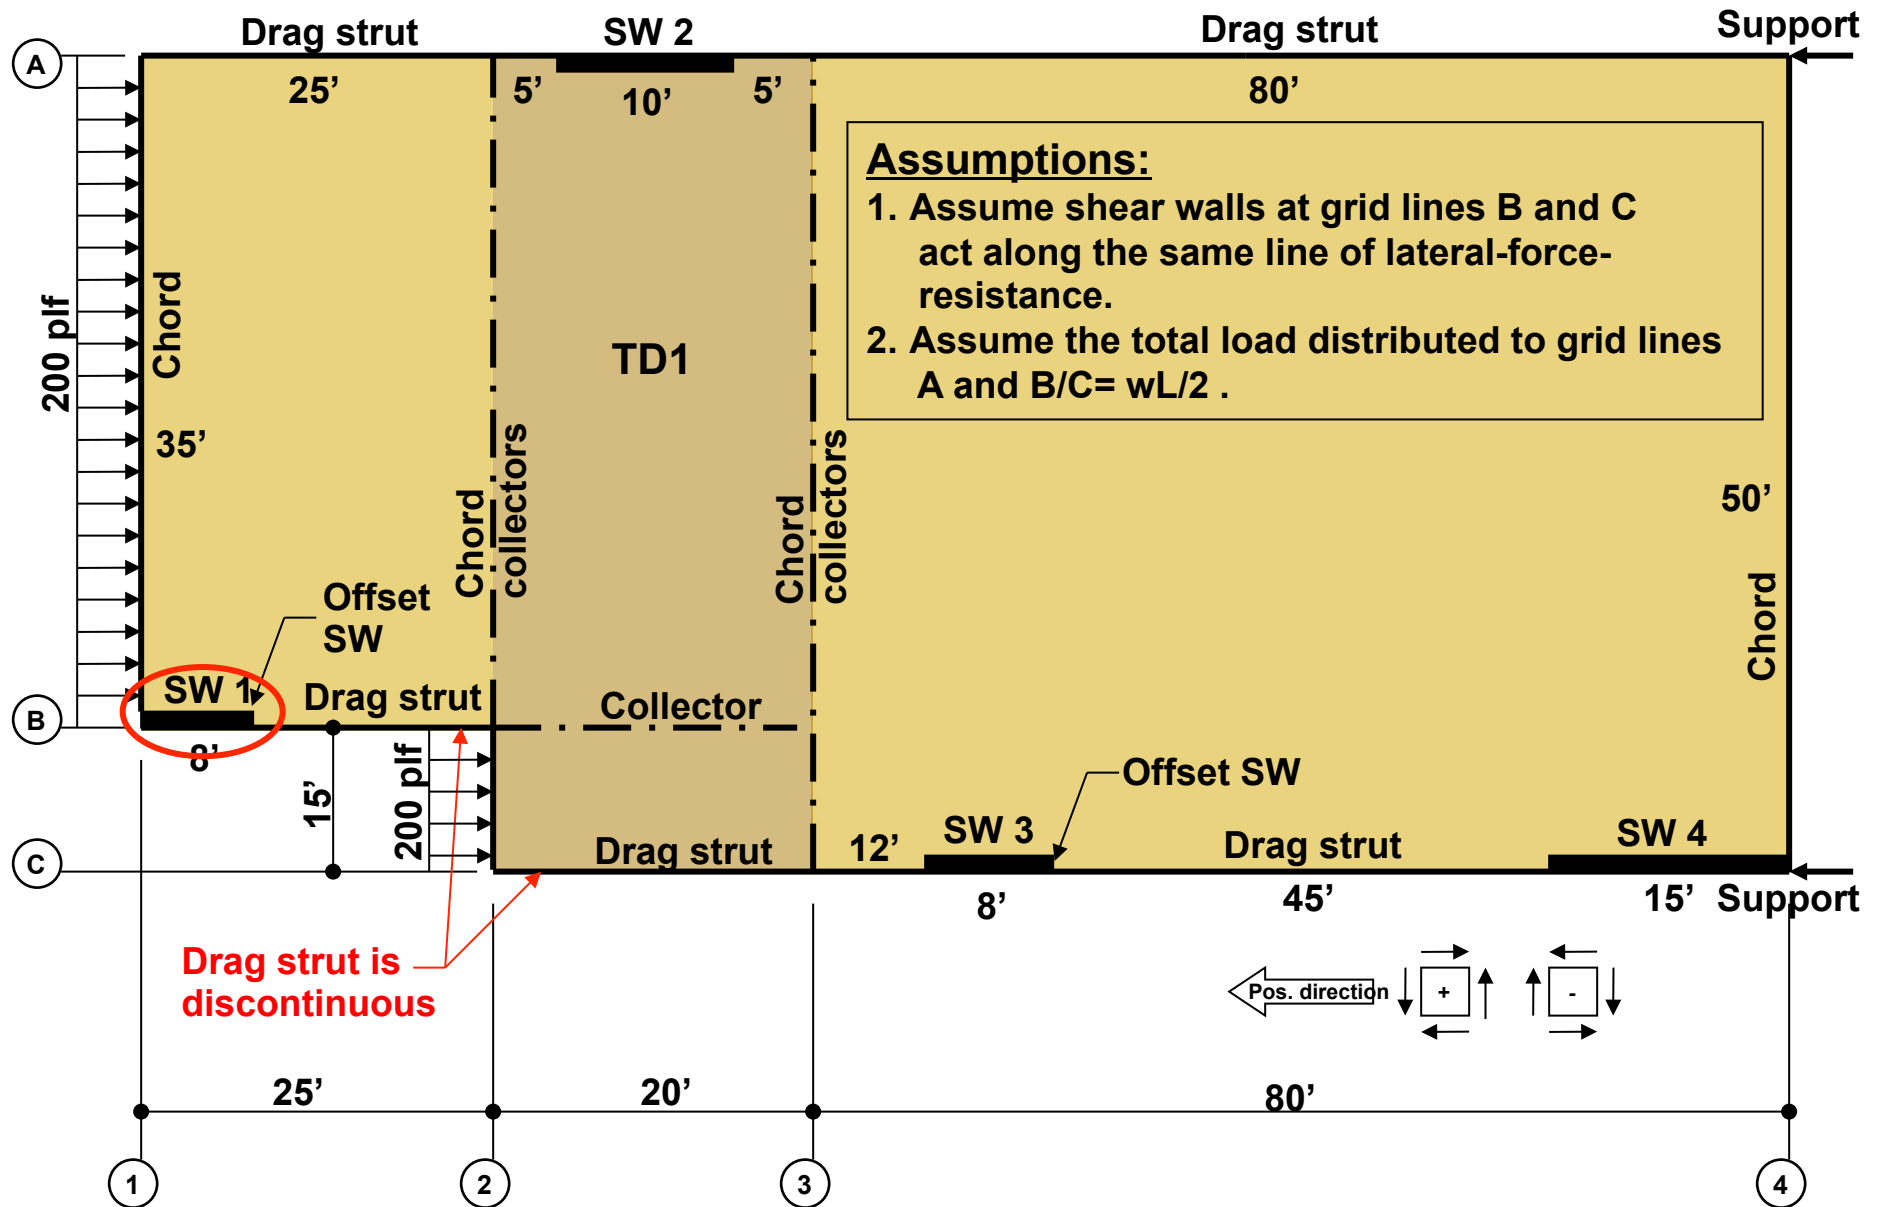 Drag strut
SW 2
Drag strut
Support
A
25’
5’
10’
5’
80’
Assumptions:
1. Assume shear walls at grid lines B and C
act along the same line of lateral-force-
resistance.
2. Assume the total load distributed to grid lines
A and B/C= wL/2 .
200 plf
Chord
35’
TD1
Chord
collectors
Chord
collectors
50’
Chord
Offset
SW
SW 1
Drag strut
Collector
B
8’
15’
200 plf
Offset SW
C
Drag strut
12’
SW 3
Drag strut
SW 4
8’
45’
15’
Support
Drag strut is
discontinuous
Pos. direction
+
-
25’
20’
80’
1
2
3
4